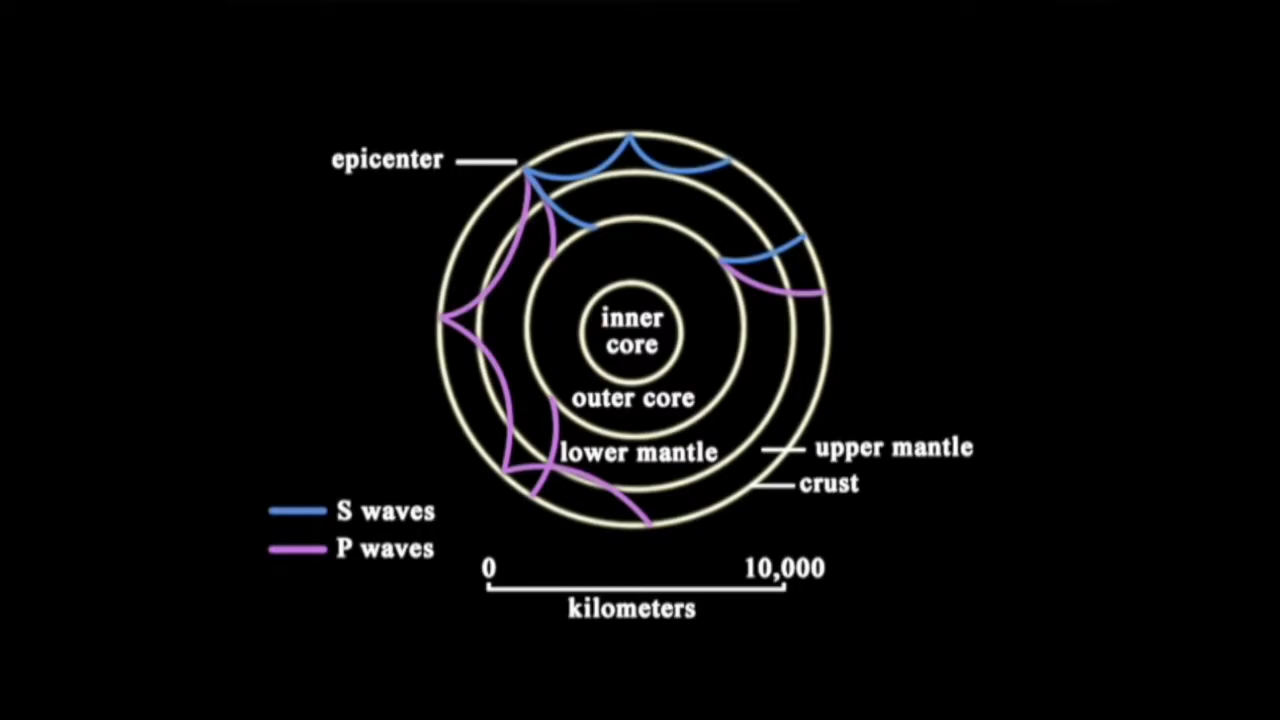 epicenter
inner
core
outer core
lower mantle
upper mantle
crust
S waves
P waves
0 10,000
kilometers